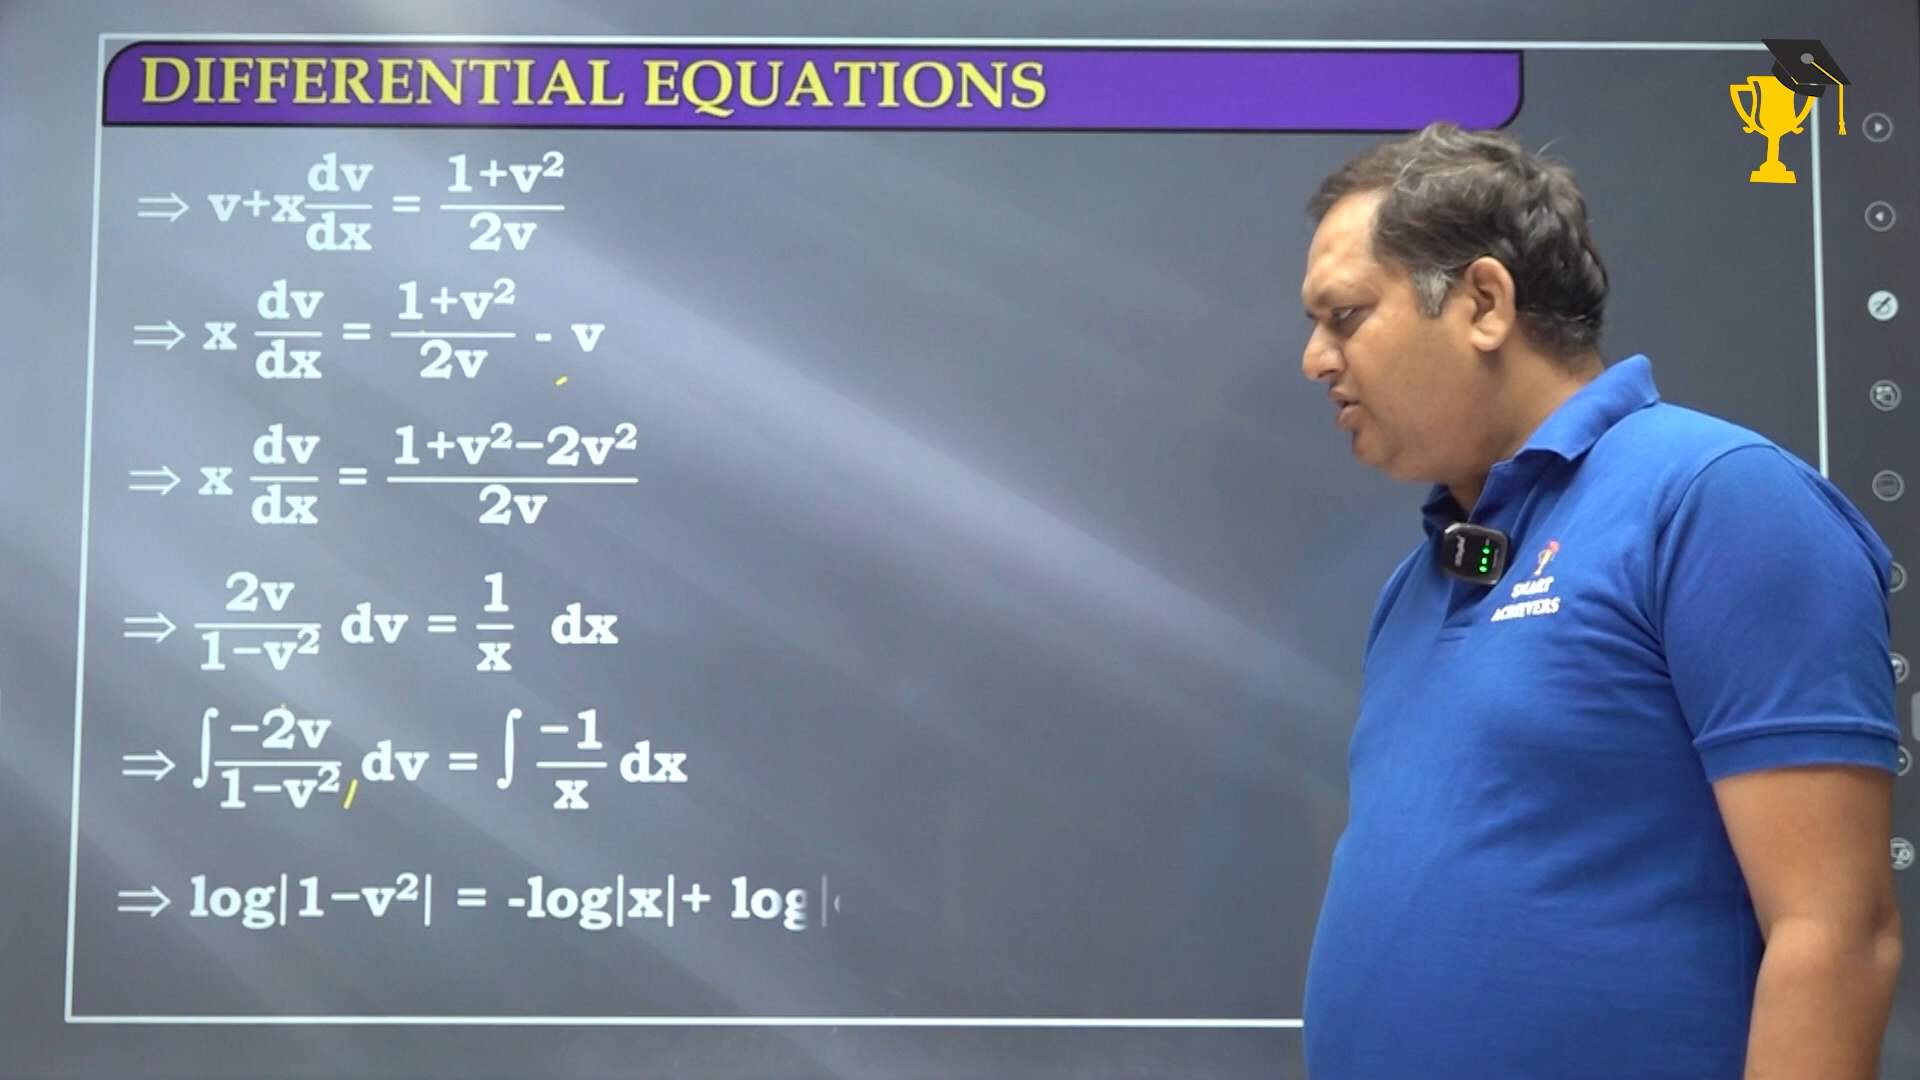 DIFFERENTIAL EQUATIONS
⇒ v+x dv/dx = 1+v²/2v
⇒ x dv/dx = 1+v²/2v - v
⇒ x dv/dx = 1+v²−2v²/2v
⇒ 2v/1−v² dv = 1/x dx
⇒ ∫ −2v/1−v² dv = ∫ −1/x dx
⇒ log|1−v²| = -log|x|+ log|
SMART
ACHIEVERS